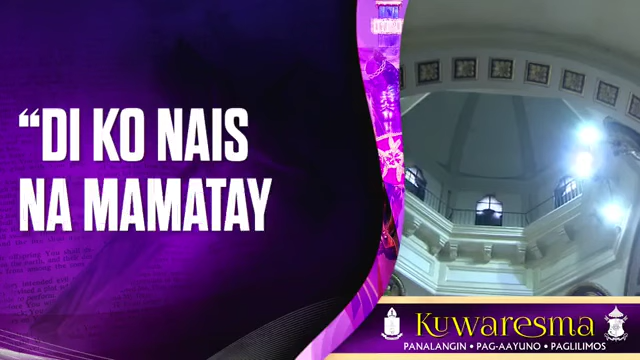 “DI KO NAIS
NA MAMATAY
Kuwaresma
PANALANGIN • PAG-AAYUNO • PAGLILIMOS